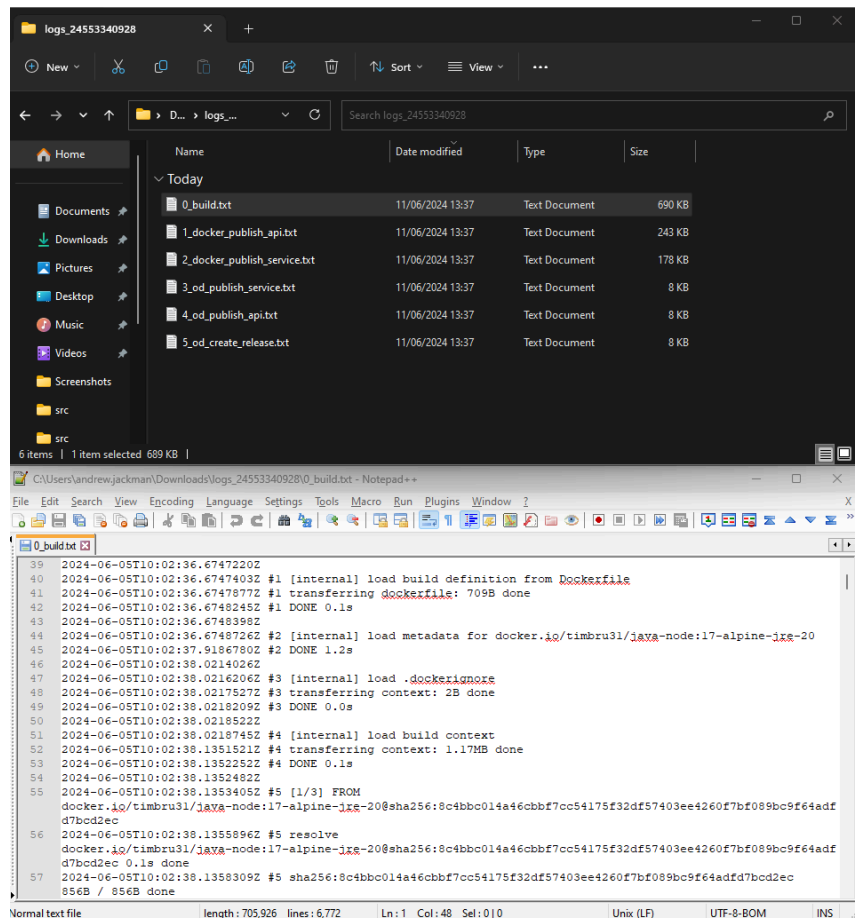 logs_24553340928
New
Sort
View
D... › logs_...
Search logs_24553340928
Home
Documents
Downloads
Pictures
Desktop
Music
Videos
Screenshots
src
src
Name Date modified Type Size
Today
0_build.txt 11/06/2024 13:37 Text Document 690 KB
1_docker_publish_api.txt 11/06/2024 13:37 Text Document 243 KB
2_docker_publish_service.txt 11/06/2024 13:37 Text Document 178 KB
3_od_publish_service.txt 11/06/2024 13:37 Text Document 8 KB
4_od_publish_api.txt 11/06/2024 13:37 Text Document 8 KB
5_od_create_release.txt 11/06/2024 13:37 Text Document 8 KB
6 items | 1 item selected 689 KB |
C:\Users\andrew.jackman\Downloads\logs_24553340928\0_build.txt - Notepad++
File Edit Search View Encoding Language Settings Tools Macro Run Plugins Window ? X
0_build.txt
39 2024-06-05T10:02:36.6747220Z
40 2024-06-05T10:02:36.6747403Z #1 [internal] load build definition from Dockerfile
41 2024-06-05T10:02:36.6747877Z #1 transferring dockerfile: 709B done
42 2024-06-05T10:02:36.6748245Z #1 DONE 0.1s
43 2024-06-05T10:02:36.6748398Z
44 2024-06-05T10:02:36.6748726Z #2 [internal] load metadata for docker.io/timbru31/java-node:17-alpine-jre-20
45 2024-06-05T10:02:37.9186780Z #2 DONE 1.2s
46 2024-06-05T10:02:38.0214026Z
47 2024-06-05T10:02:38.0216206Z #3 [internal] load .dockerignore
48 2024-06-05T10:02:38.0217527Z #3 transferring context: 2B done
49 2024-06-05T10:02:38.0218209Z #3 DONE 0.0s
50 2024-06-05T10:02:38.0218522Z
51 2024-06-05T10:02:38.0218745Z #4 [internal] load build context
52 2024-06-05T10:02:38.1351521Z #4 transferring context: 1.17MB done
53 2024-06-05T10:02:38.1352252Z #4 DONE 0.1s
54 2024-06-05T10:02:38.1352482Z
55 2024-06-05T10:02:38.1353405Z #5 [1/3] FROM
docker.io/timbru31/java-node:17-alpine-jre-20@sha256:8c4bbc014a46cbbf7cc54175f32df57403ee4260f7bf089bc9f64adf
d7bcd2ec
56 2024-06-05T10:02:38.1355896Z #5 resolve
docker.io/timbru31/java-node:17-alpine-jre-20@sha256:8c4bbc014a46cbbf7cc54175f32df57403ee4260f7bf089bc9f64adf
d7bcd2ec 0.1s done
57 2024-06-05T10:02:38.1358309Z #5 sha256:8c4bbc014a46cbbf7cc54175f32df57403ee4260f7bf089bc9f64adfd7bcd2ec
856B / 856B done
Normal text file length : 705,926 lines : 6,772 Ln : 1 Col : 48 Sel : 0 | 0 Unix (LF) UTF-8-BOM INS